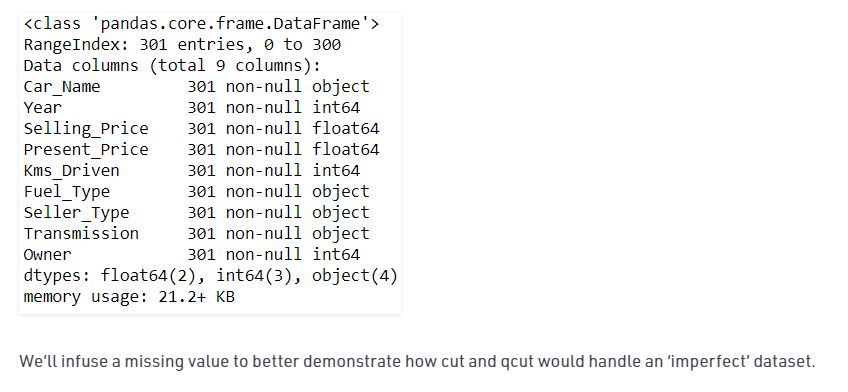 <class 'pandas.core.frame.DataFrame'>
RangeIndex: 301 entries, 0 to 300
Data columns (total 9 columns):
Car_Name         301 non-null object
Year             301 non-null int64
Selling_Price    301 non-null float64
Present_Price    301 non-null float64
Kms_Driven       301 non-null int64
Fuel_Type        301 non-null object
Seller_Type      301 non-null object
Transmission     301 non-null object
Owner            301 non-null int64
dtypes: float64(2), int64(3), object(4)
memory usage: 21.2+ KB
We’ll infuse a missing value to better demonstrate how cut and qcut would handle an ‘imperfect’ dataset.